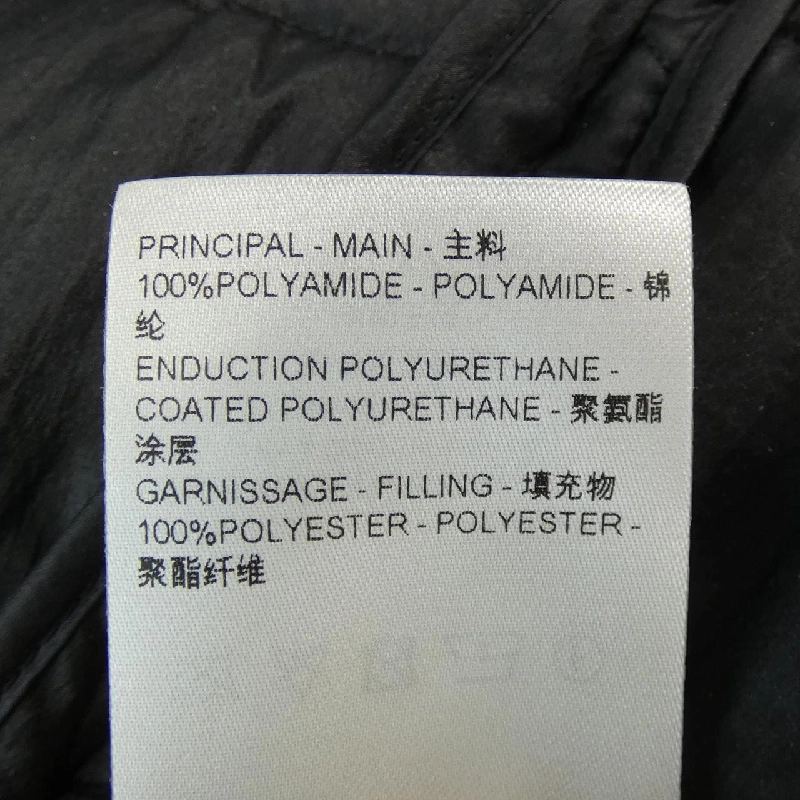 PRINCIPAL - MAIN - 主料
100%POLYAMIDE - POLYAMIDE - 锦
纶
ENDUCTION POLYURETHANE -
COATED POLYURETHANE - 聚氨酯
涂层
GARNISSAGE - FILLING - 填充物
100%POLYESTER - POLYESTER -
聚酯纤维